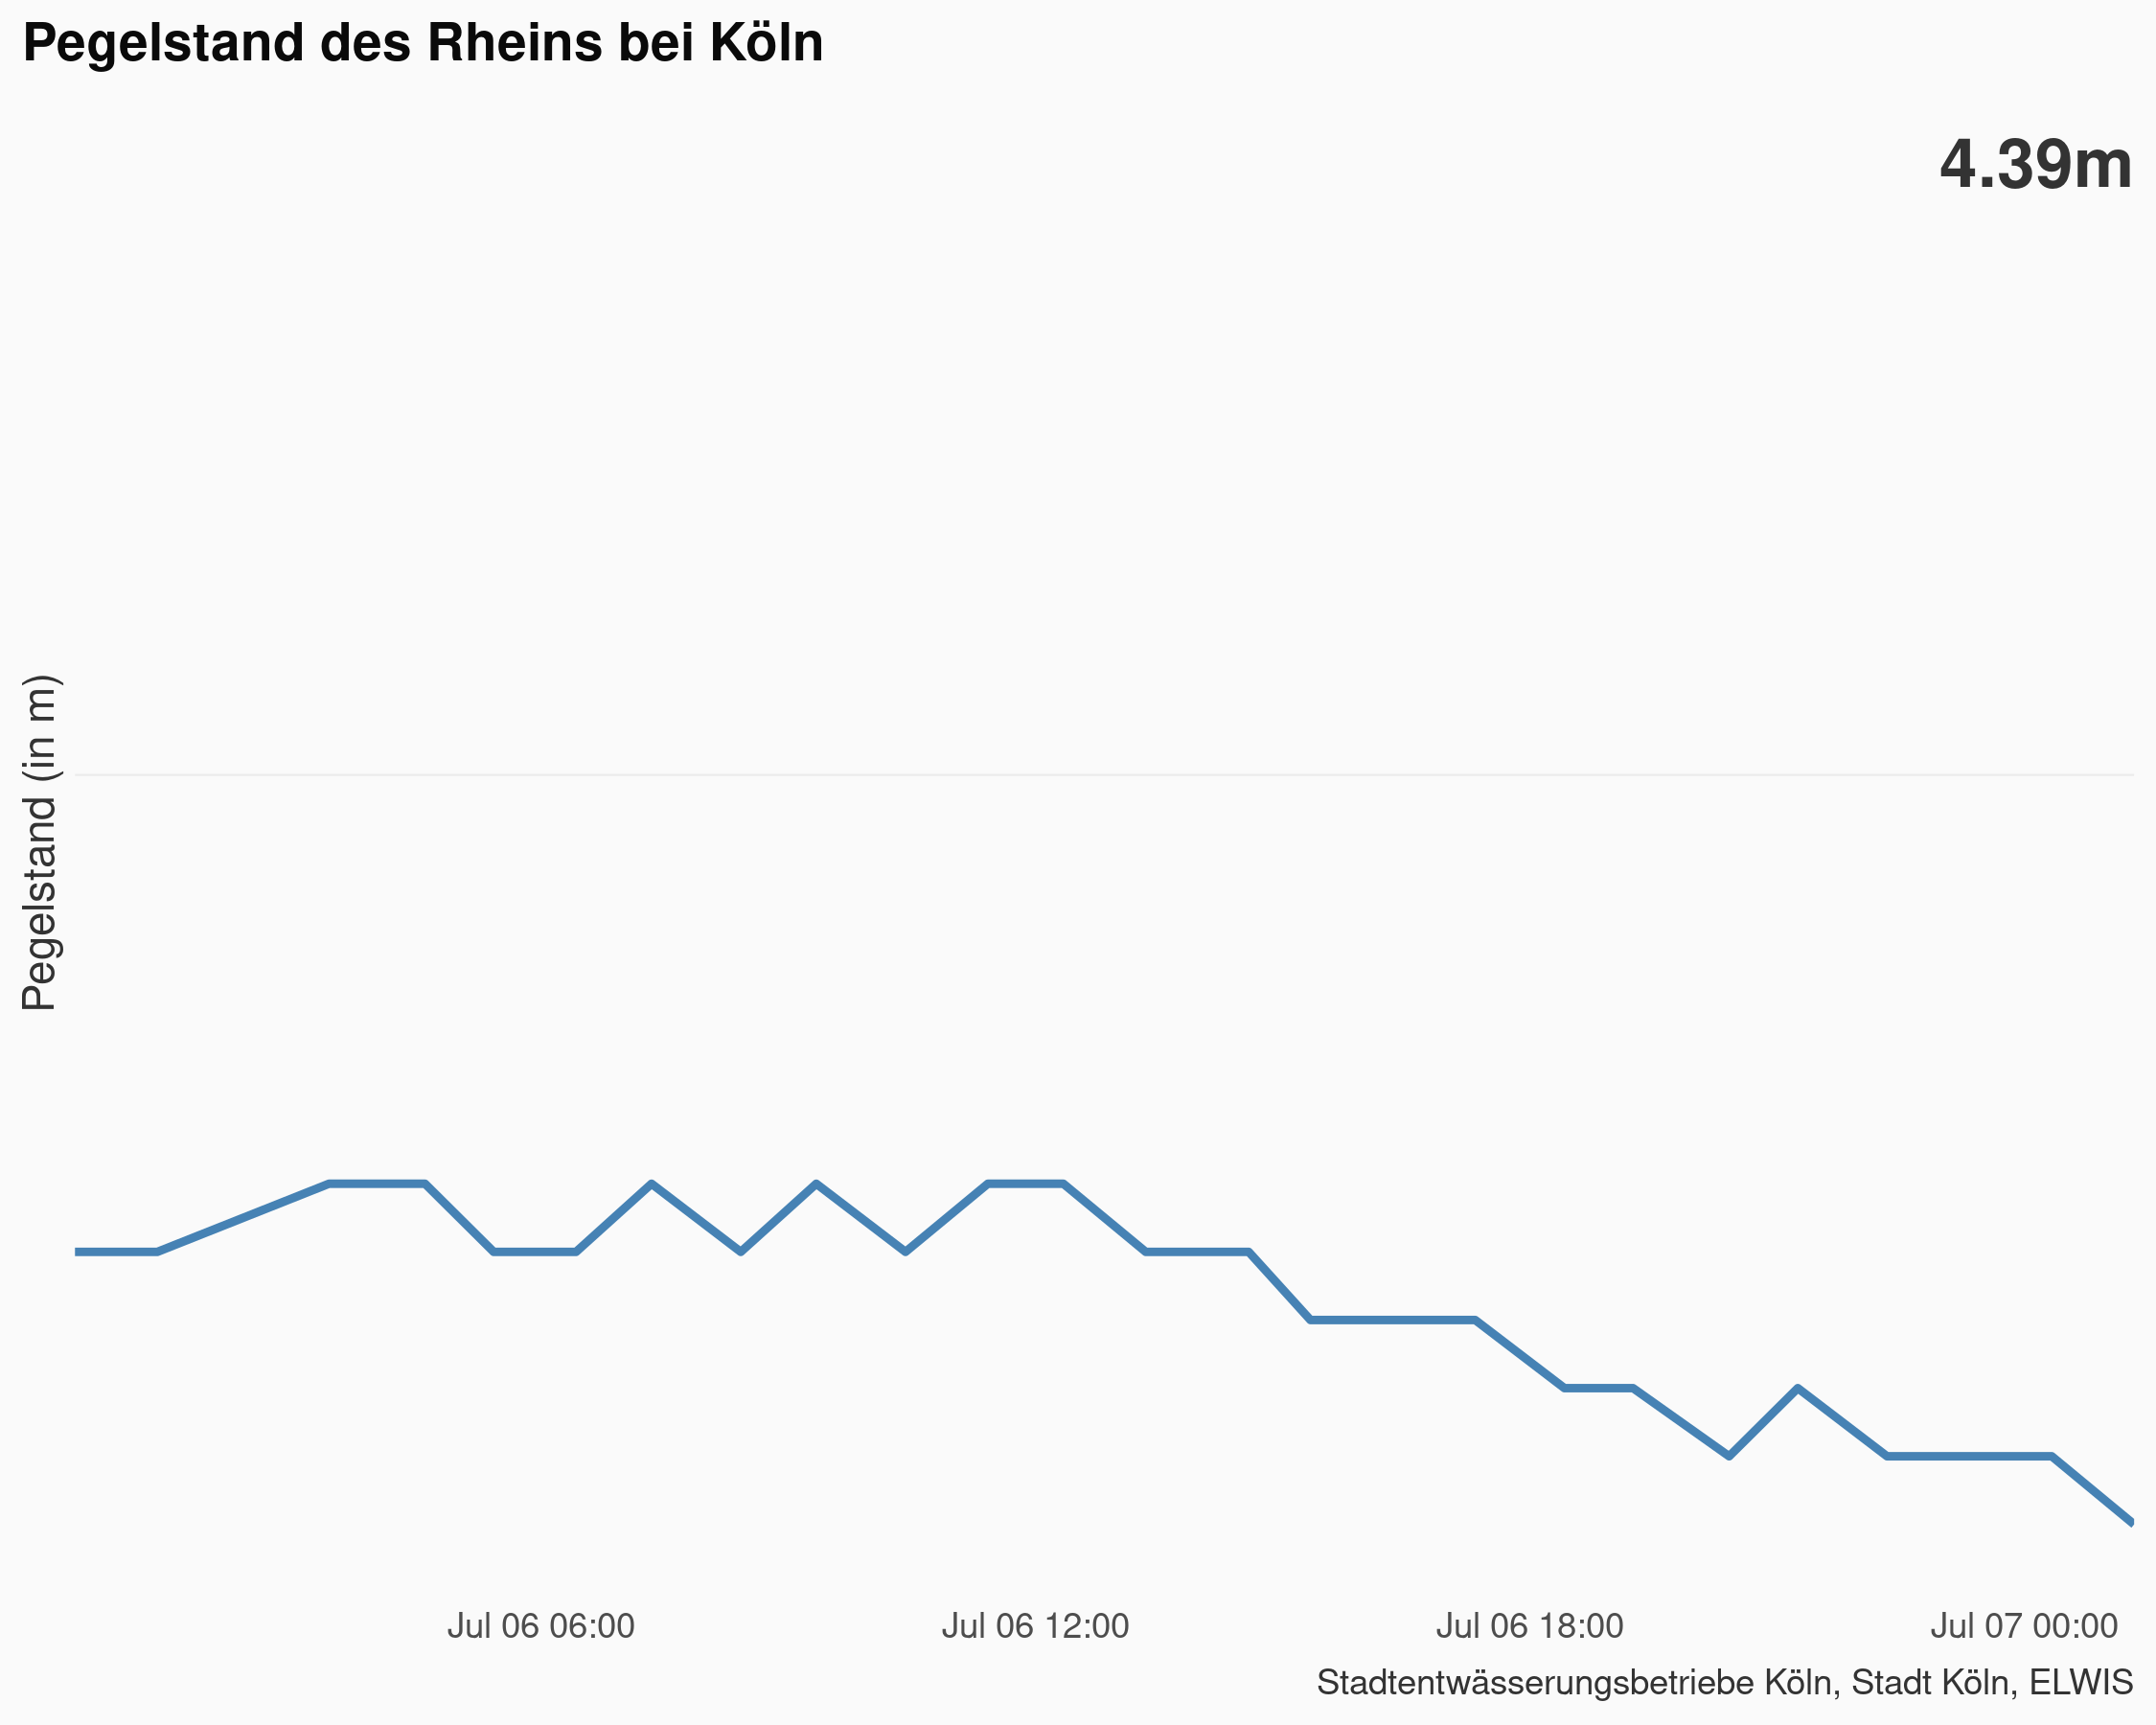 Pegelstand des Rheins bei Köln
4.39m
Pegelstand (in m)
Jul 06 06:00 Jul 06 12:00 Jul 06 18:00 Jul 07 00:00
Stadtentwässerungsbetriebe Köln, Stadt Köln, ELWIS